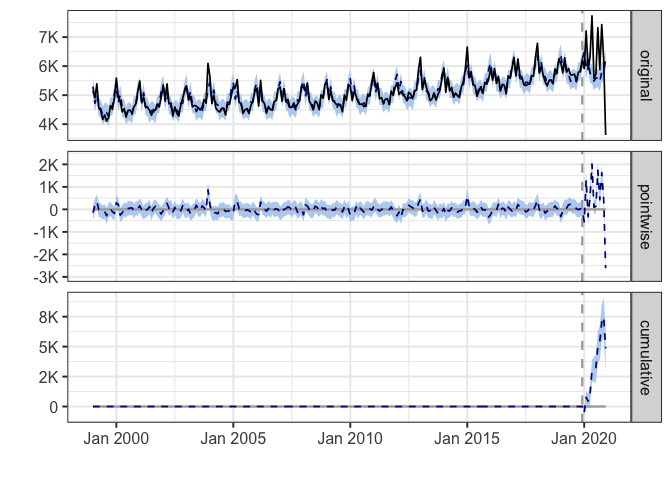 7K
6K
5K
4K
original
2K
1K
0
-1K
-2K
-3K
pointwise
8K
5K
2K
0
cumulative
Jan 2000 Jan 2005 Jan 2010 Jan 2015 Jan 2020